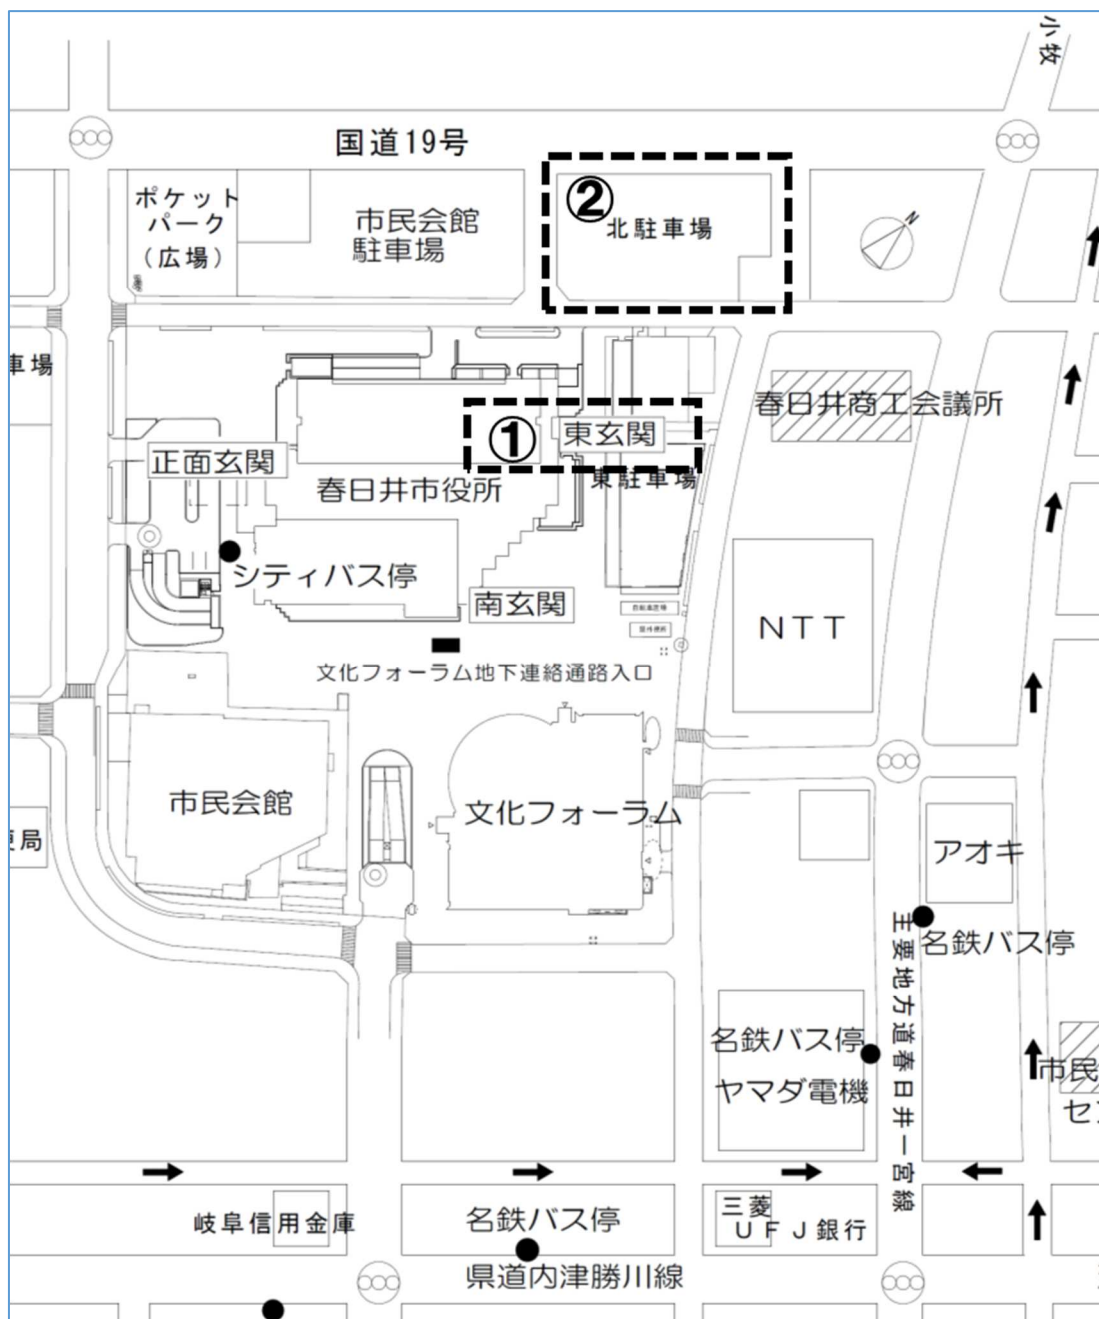 小牧
国道19号
ポケット
パーク
（広場）
市民会館
駐車場
②
北駐車場
N
車場
春日井商工会議所
①
東玄関
正面玄関
東駐車場
春日井市役所
シティバス停
南玄関
NTT
文化フォーラム地下連絡通路入口
市民会館
文化フォーラム
便局
アオキ
名鉄バス停
主要地方道春日井一宮線
名鉄バス停
ヤマダ電機
市民
セン
岐阜信用金庫
名鉄バス停
三菱
UFJ銀行
県道内津勝川線